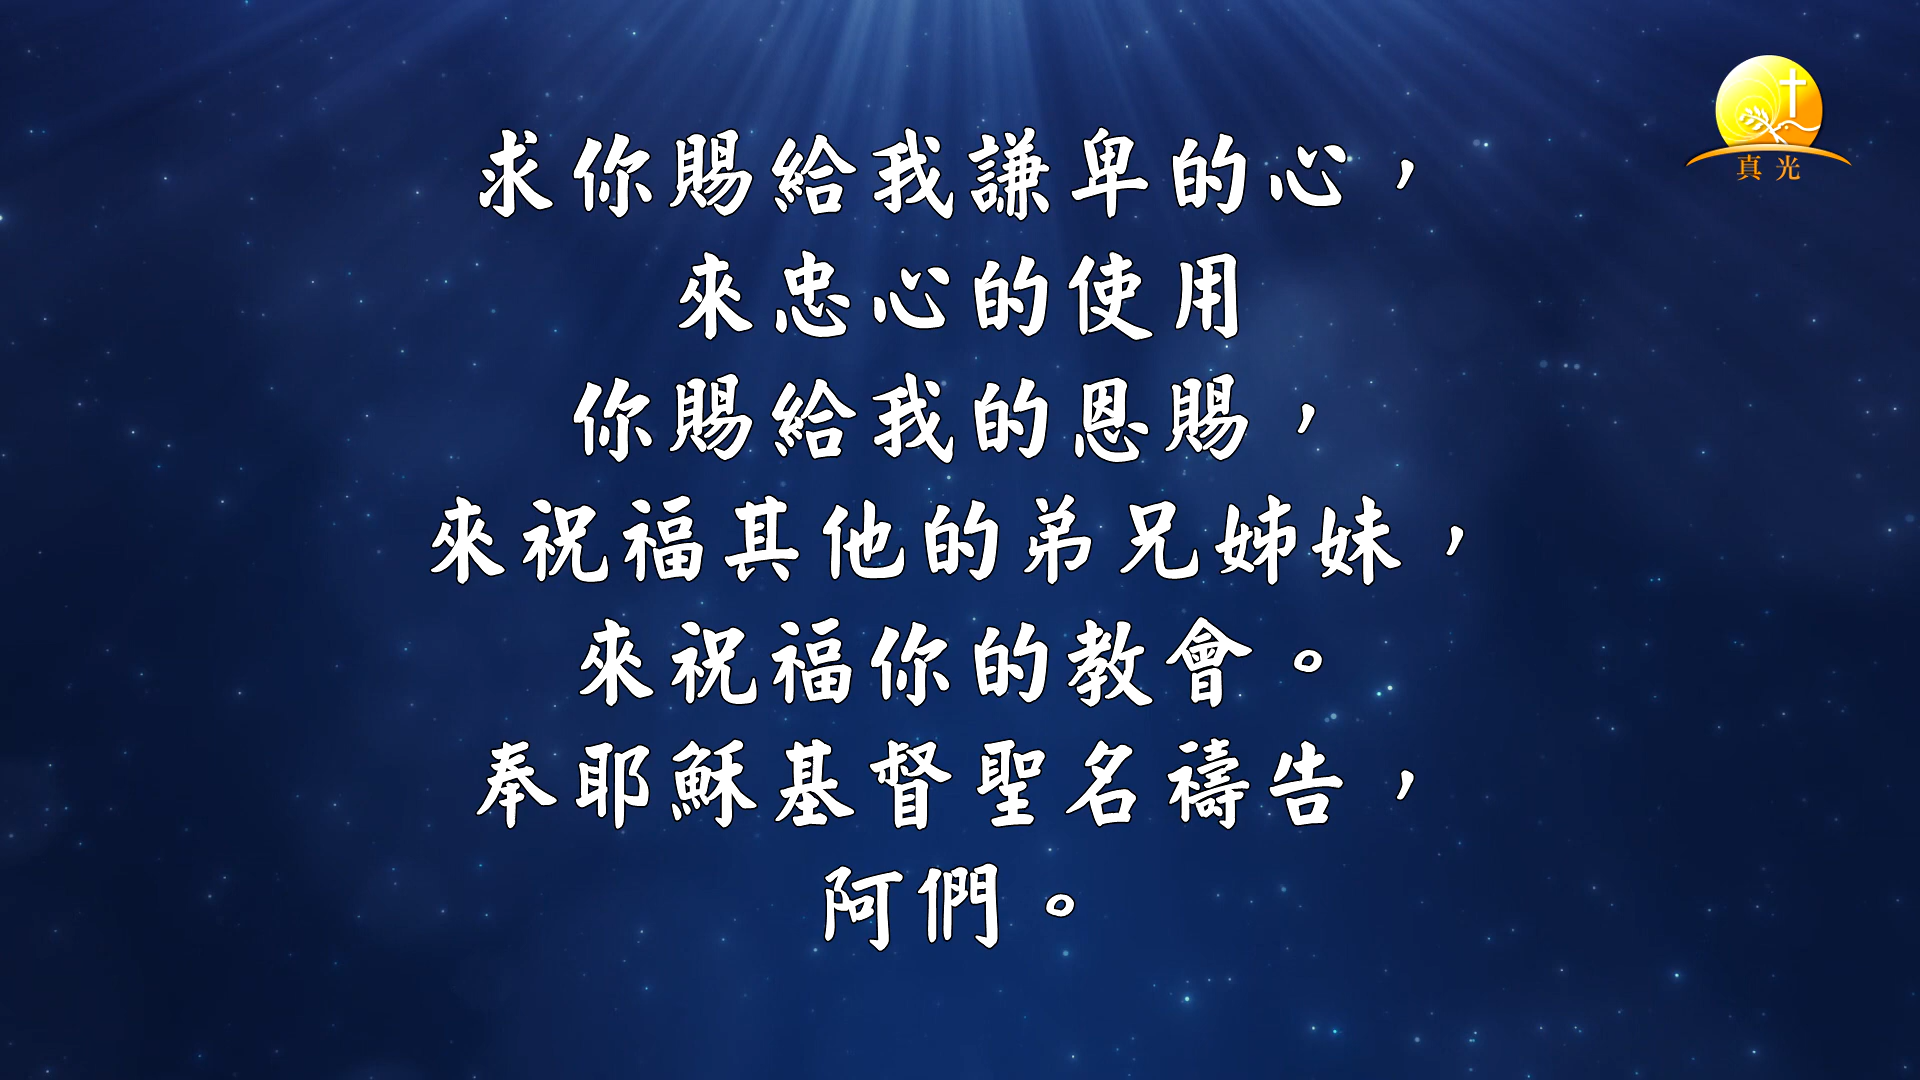 求你賜給我謙卑的心，
來忠心的使用
你賜給我的恩賜，
來祝福其他的弟兄姊妹，
來祝福你的教會。
奉耶穌基督聖名禱告，
阿們。
真光